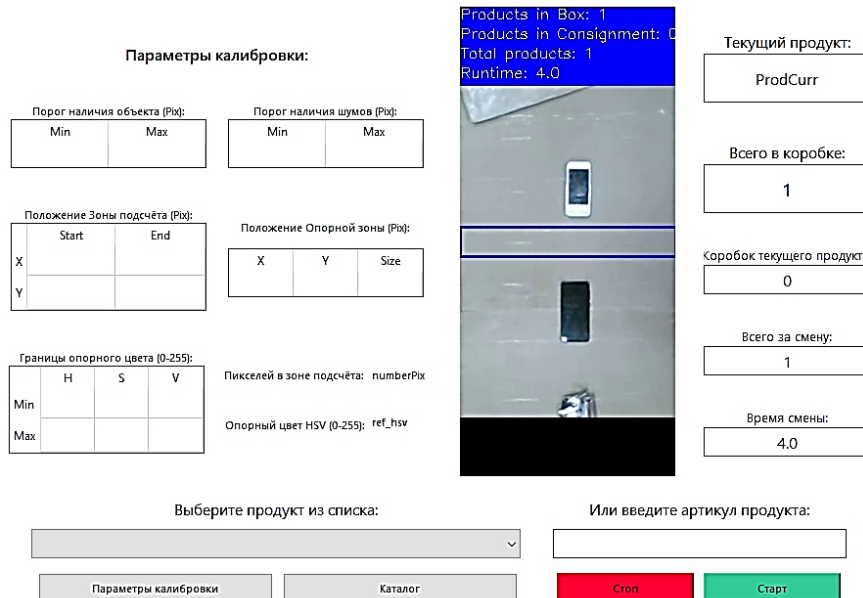 Параметры калибровки:
Порог наличия объекта (Pix):
Min Max
Порог наличия шумов (Pix):
Min Max
Положение Зоны подсчёта (Pix):
Start End
X
Y
Положение Опорной зоны (Pix):
X Y Size
Границы опорного цвета (0-255):
H S V
Min
Max
Пикселей в зоне подсчёта: numberPix
Опорный цвет HSV (0-255): ref_hsv
Products in Box: 1
Products in Consignment: 0
Total products: 1
Runtime: 4.0
Текущий продукт:
ProdCurr
Всего в коробке:
1
Коробок текущего продукта
0
Всего за смену:
1
Время смены:
4.0
Выберите продукт из списка:
Или введите артикул продукта:
Параметры калибровки
Каталог
Стоп
Старт